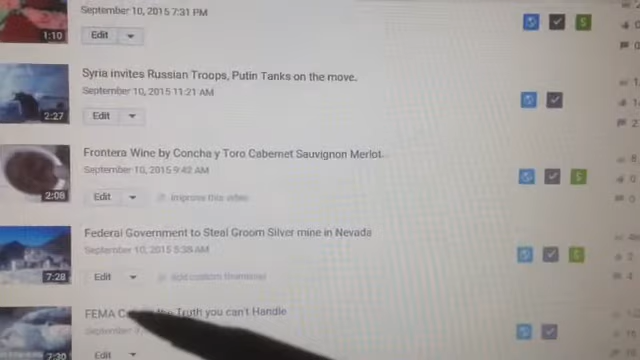 September 10, 2015 7:31 PM
1:10
Edit
Syria invites Russian Troops, Putin Tanks on the move.
September 10, 2015 11:21 AM
2:27
Edit
Frontera Wine by Concha y Toro Cabernet Sauvignon Merlot
September 10, 2015 9:42 AM
2:08
Edit
Improve this video
Federal Government to Steal Groom Silver mine in Nevada
September 10, 2015 5:38 AM
7:28
Edit
Add custom thumbnail
FEMA the Truth you can't Handle
September
7:30
Edit